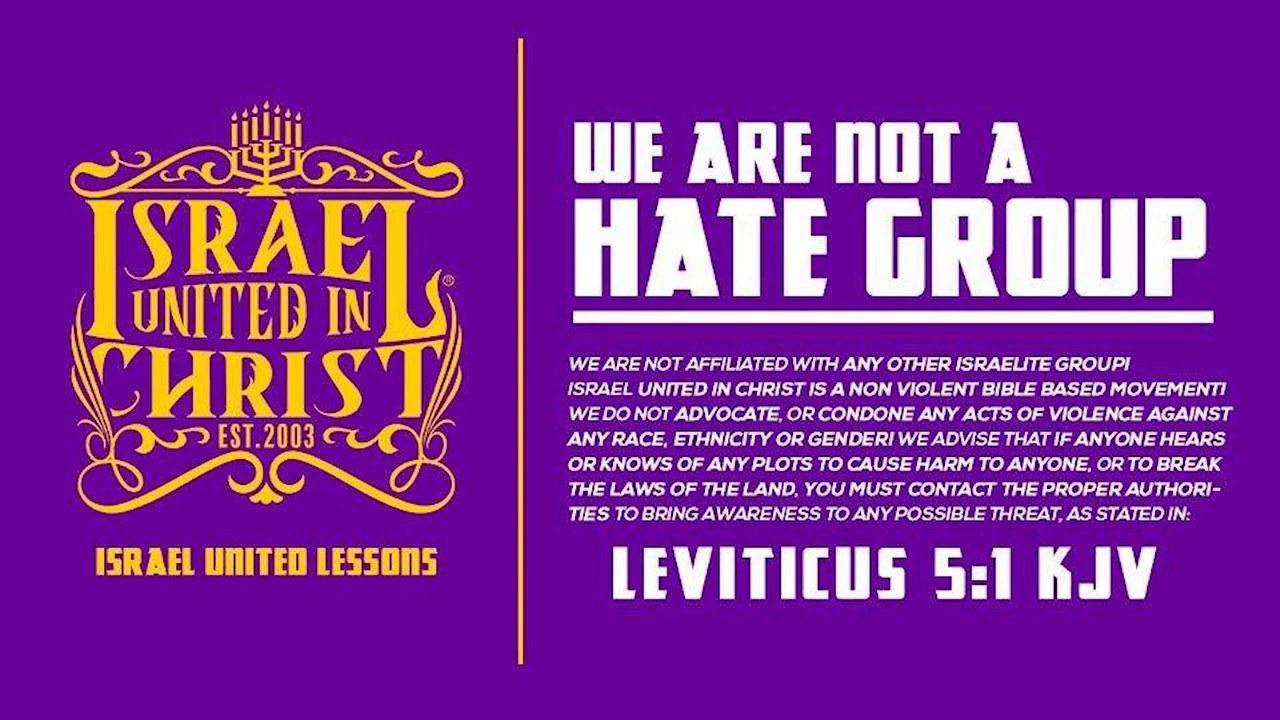 ISRAEL
UNITED IN
CHRIST
®
EST.2003
ISRAEL UNITED LESSONS
WE ARE NOT A
HATE GROUP
WE ARE NOT AFFILIATED WITH ANY OTHER ISRAELITE GROUP!
ISRAEL UNITED IN CHRIST IS A NON VIOLENT BIBLE BASED MOVEMENT!
WE DO NOT ADVOCATE, OR CONDONE ANY ACTS OF VIOLENCE AGAINST
ANY RACE, ETHNICITY OR GENDER! WE ADVISE THAT IF ANYONE HEARS
OR KNOWS OF ANY PLOTS TO CAUSE HARM TO ANYONE, OR TO BREAK
THE LAWS OF THE LAND, YOU MUST CONTACT THE PROPER AUTHORI-
TIES TO BRING AWARENESS TO ANY POSSIBLE THREAT, AS STATED IN:
LEVITICUS 5:1 KJV